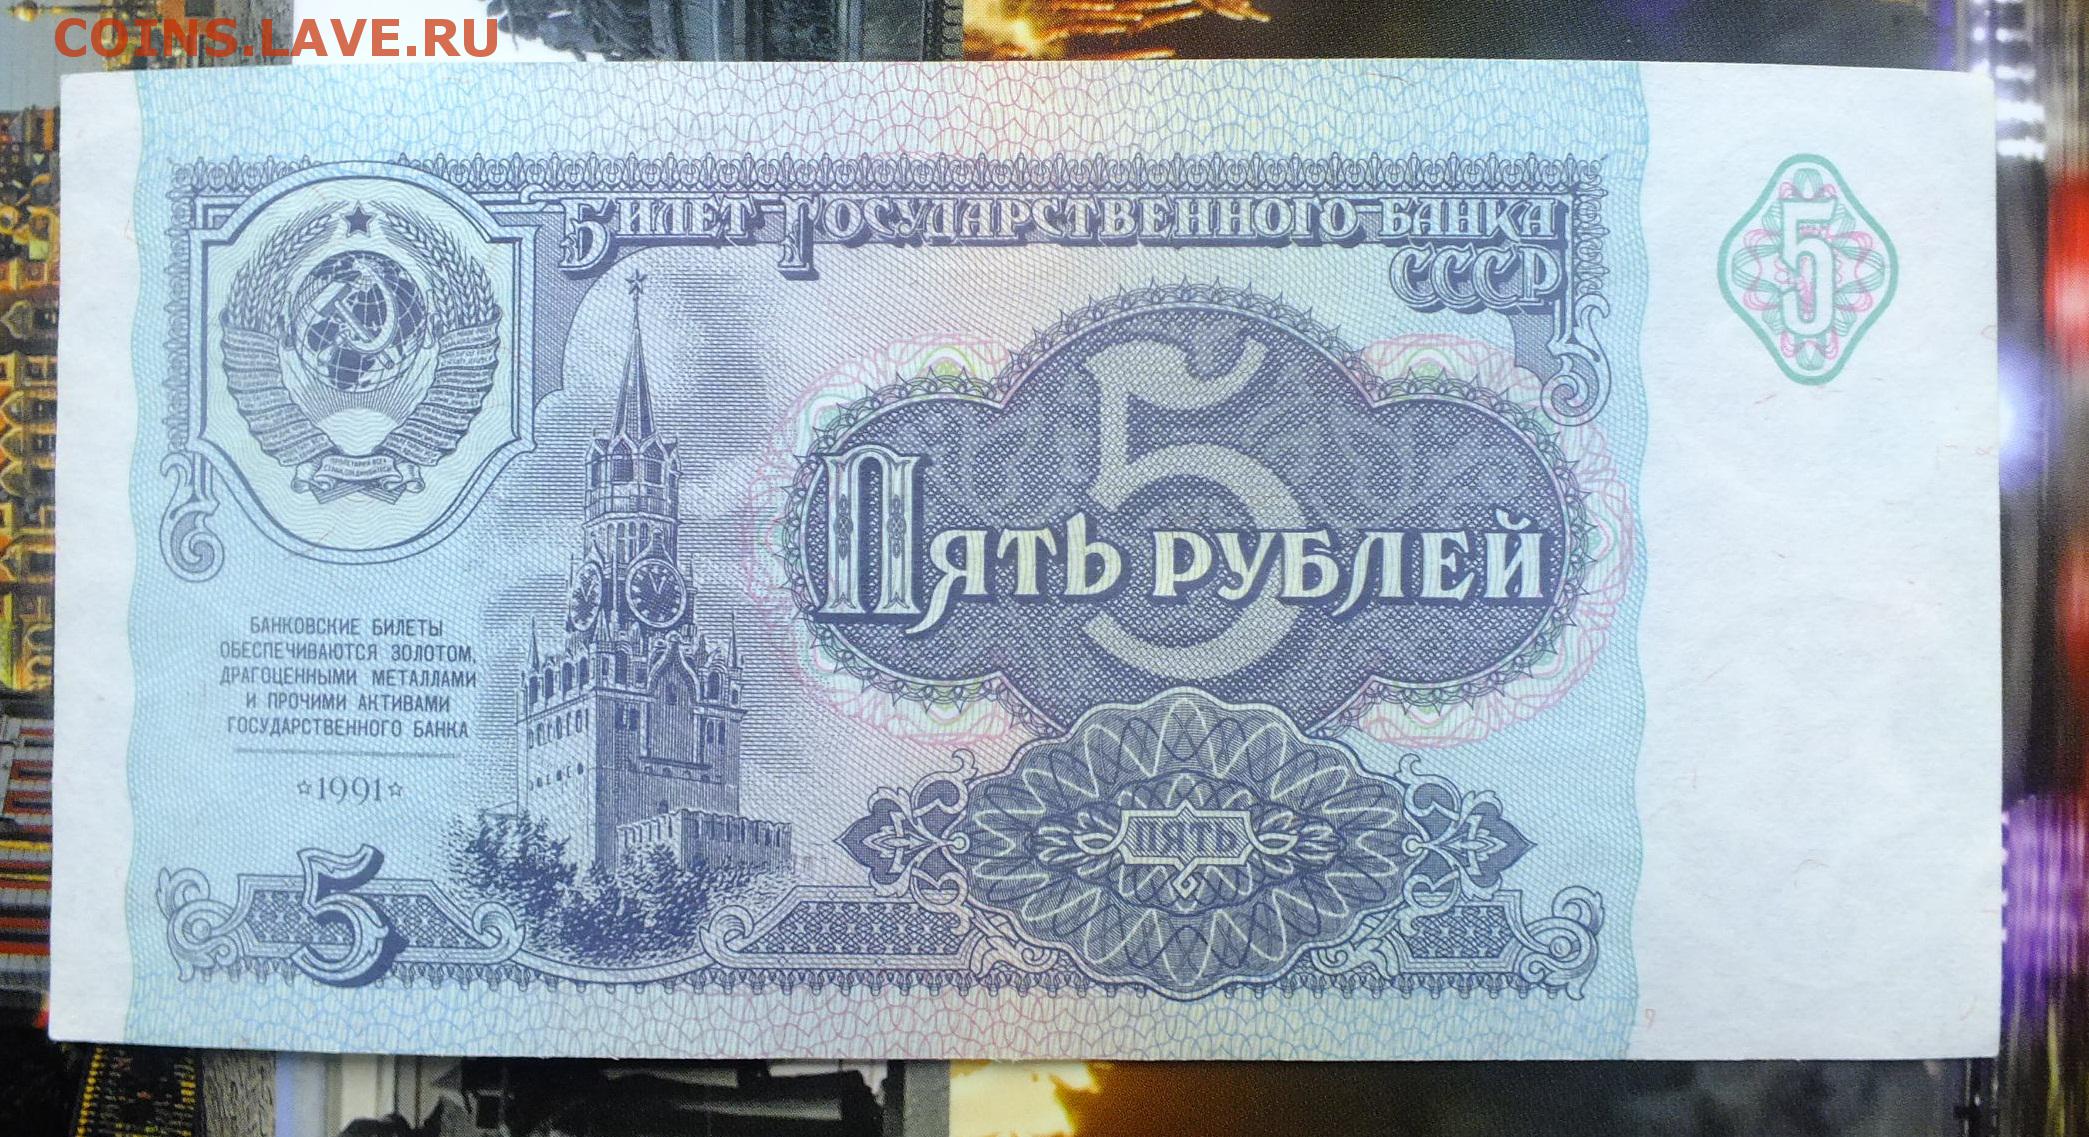 COINS.LAVE.RU
БИЛЕТ ГОСУДАРСТВЕННОГО БАНКА
СССР
5
5
ПЯТЬ РУБЛЕЙ
БАНКОВСКИЕ БИЛЕТЫ
ОБЕСПЕЧИВАЮТСЯ ЗОЛОТОМ,
ДРАГОЦЕННЫМИ МЕТАЛЛАМИ
И ПРОЧИМИ АКТИВАМИ
ГОСУДАРСТВЕННОГО БАНКА
☆1991☆
ПЯТЬ
5